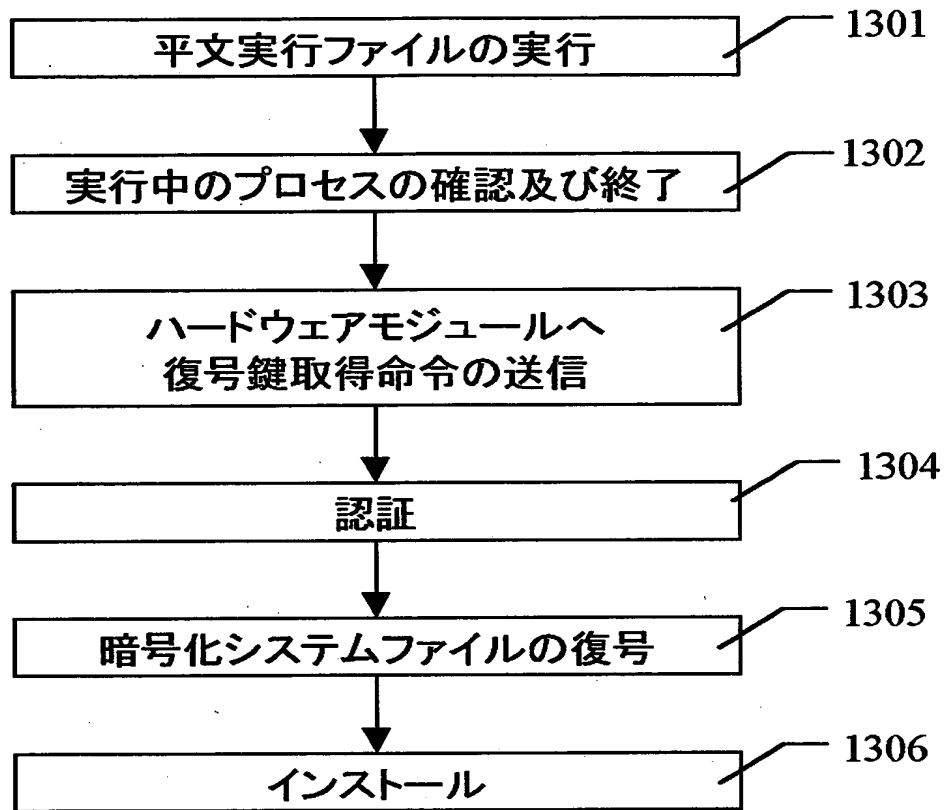 1301
平文実行ファイルの実行
1302
実行中のプロセスの確認及び終了
1303
ハードウェアモジュールへ
復号鍵取得命令の送信
1304
認証
1305
暗号化システムファイルの復号
1306
インストール